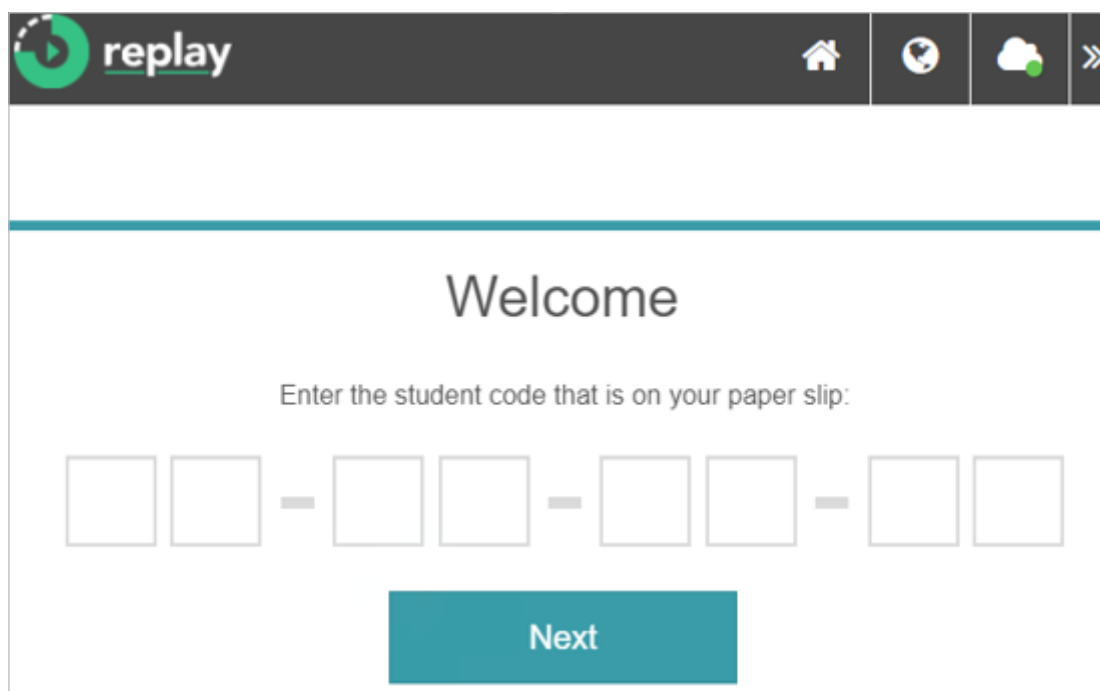 replay
Welcome
Enter the student code that is on your paper slip:
Next